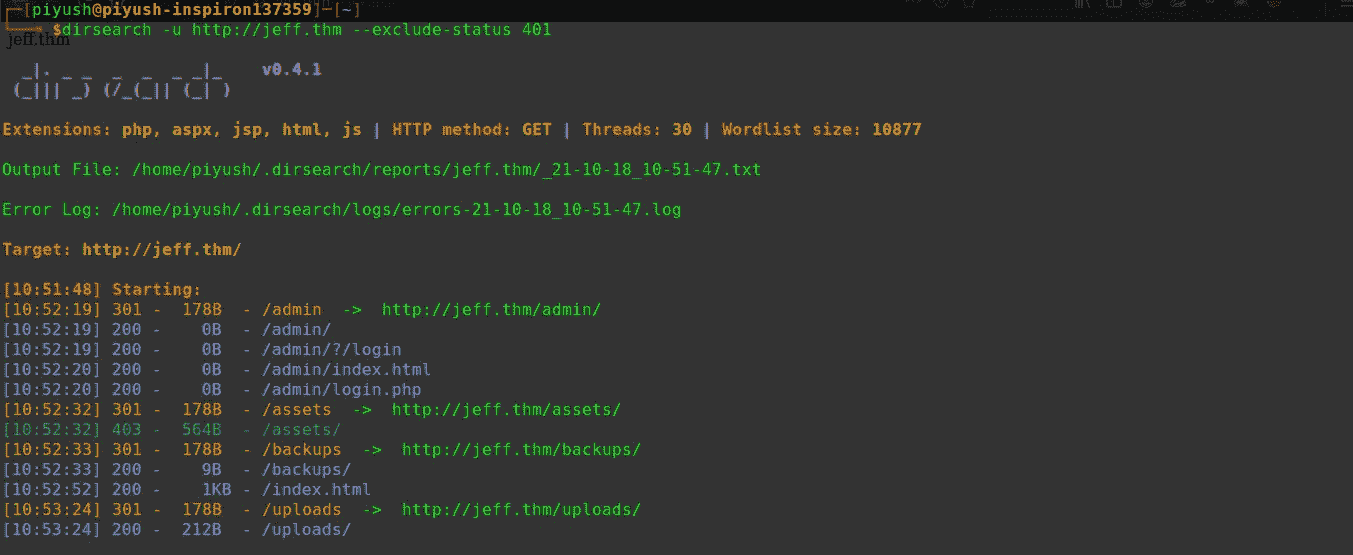 ┌─[piyush@piyush-inspiron137359]─[~]
└──╼ $dirsearch -u http://jeff.thm --exclude-status 401
jeff.thm
v0.4.1
Extensions: php, aspx, jsp, html, js | HTTP method: GET | Threads: 30 | Wordlist size: 10877
Output File: /home/piyush/.dirsearch/reports/jeff.thm/_21-10-18_10-51-47.txt
Error Log: /home/piyush/.dirsearch/logs/errors-21-10-18_10-51-47.log
Target: http://jeff.thm/
[10:51:48] Starting:
[10:52:19] 301 -  178B  - /admin  ->  http://jeff.thm/admin/
[10:52:19] 200 -    0B  - /admin/
[10:52:19] 200 -    0B  - /admin/?/login
[10:52:20] 200 -    0B  - /admin/index.html
[10:52:20] 200 -    0B  - /admin/login.php
[10:52:32] 301 -  178B  - /assets  ->  http://jeff.thm/assets/
[10:52:32] 403 -  564B  - /assets/
[10:52:33] 301 -  178B  - /backups  ->  http://jeff.thm/backups/
[10:52:33] 200 -    9B  - /backups/
[10:52:52] 200 -    1KB - /index.html
[10:53:24] 301 -  178B  - /uploads  ->  http://jeff.thm/uploads/
[10:53:24] 200 -  212B  - /uploads/